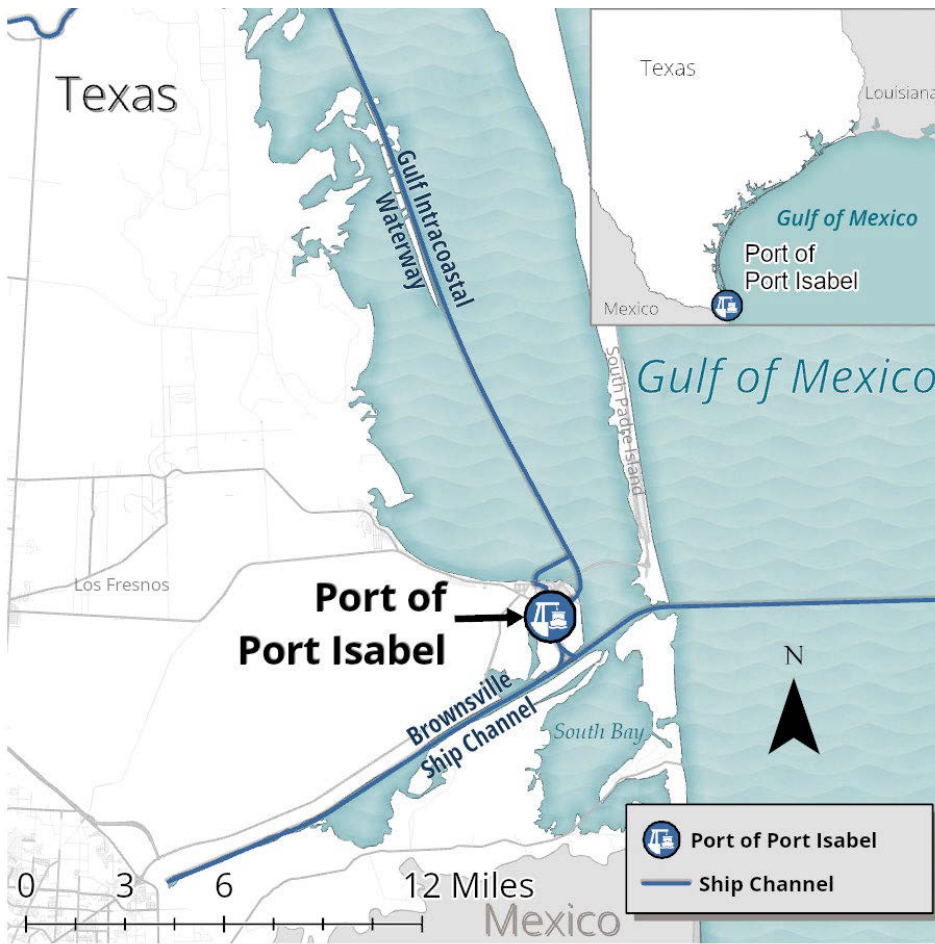 Texas
Gulf Intracoastal
Waterway
Texas
Louisiana
Gulf of Mexico
Port of
Port Isabel
Mexico
Gulf of Mexico
South Padre Island
Los Fresnos
Port of
Port Isabel
Brownsville
Ship Channel
South Bay
N
Port of Port Isabel
Ship Channel
0 3 6 12 Miles
Mexico